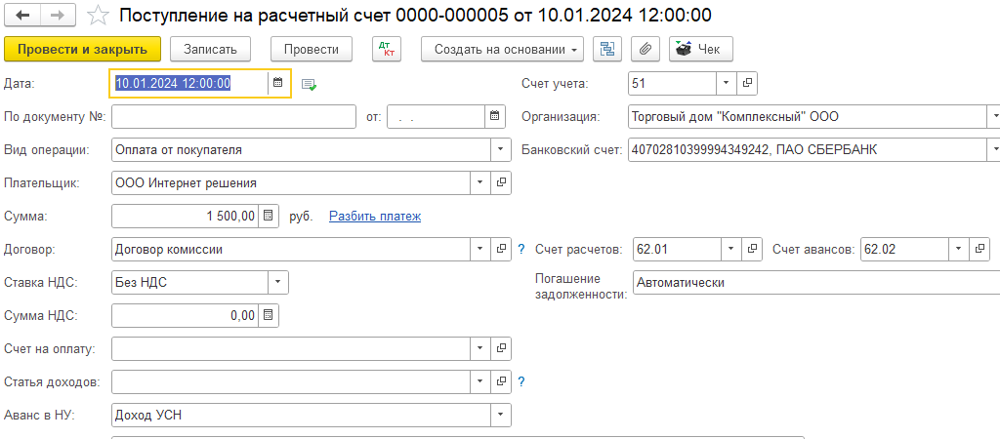 Поступление на расчетный счет 0000-000005 от 10.01.2024 12:00:00
Провести и закрыть Записать Провести Дт Кт Создать на основании Чек
Дата: 10.01.2024 12:00:00 Счет учета: 51
По документу №: от: . . Организация: Торговый дом "Комплексный" ООО
Вид операции: Оплата от покупателя Банковский счет: 40702810399994349242, ПАО СБЕРБАНК
Плательщик: ООО Интернет решения
Сумма: 1 500,00 руб. Разбить платеж
Договор: Договор комиссии ? Счет расчетов: 62.01 Счет авансов: 62.02
Ставка НДС: Без НДС Погашение задолженности: Автоматически
Сумма НДС: 0,00
Счет на оплату:
Статья доходов: ?
Аванс в НУ: Доход УСН